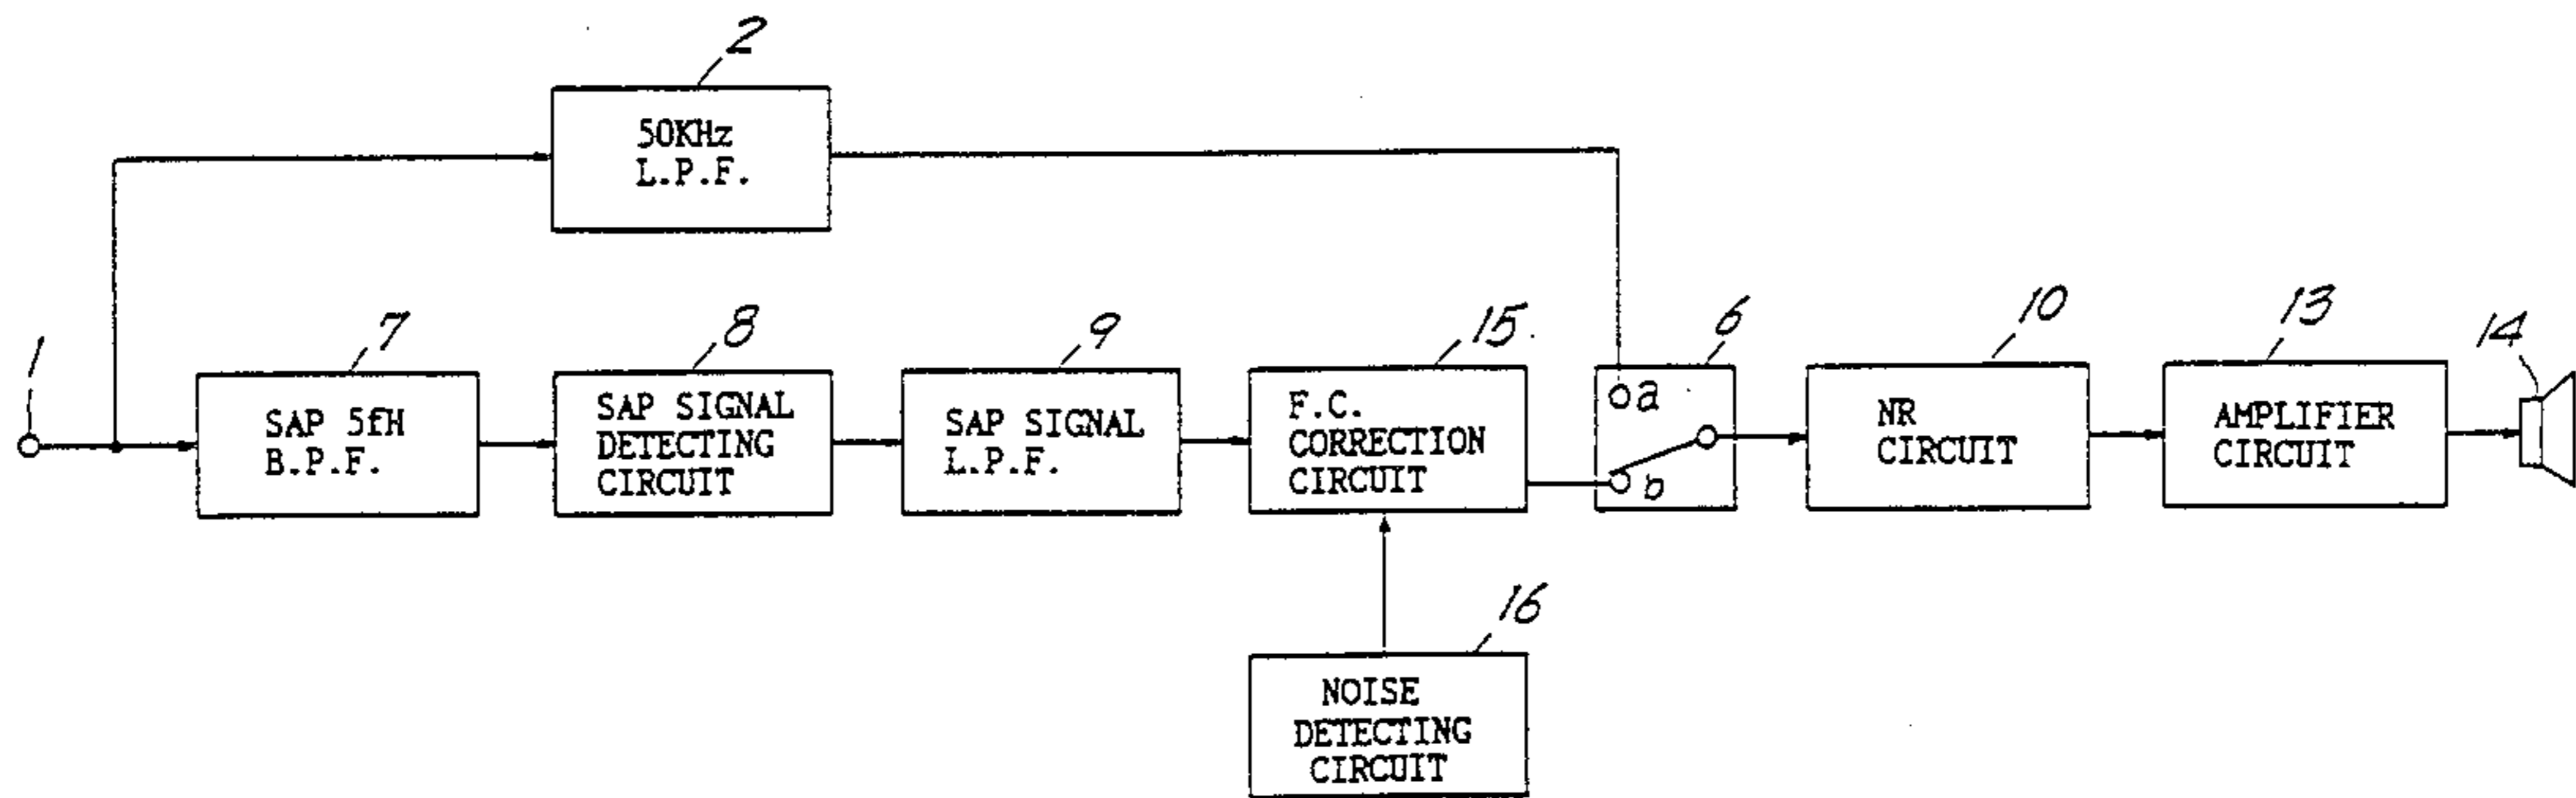 2
50KHz
L.P.F.
1
7
8
9
15
6
10
13
14
SAP 5fH
B.P.F.
SAP SIGNAL
DETECTING
CIRCUIT
SAP SIGNAL
L.P.F.
F.C.
CORRECTION
CIRCUIT
a
b
NR
CIRCUIT
AMPLIFIER
CIRCUIT
16
NOISE
DETECTING
CIRCUIT